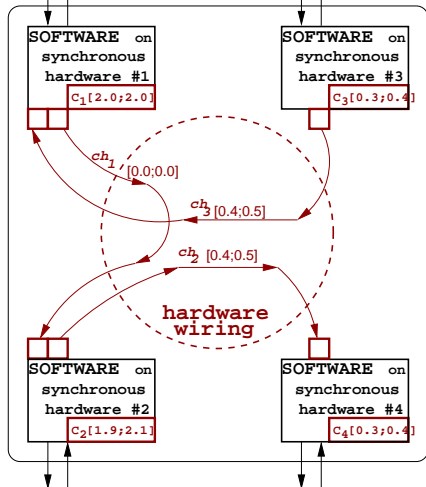 SOFTWARE on
synchronous
hardware #1
C1[2.0;2.0]
SOFTWARE on
synchronous
hardware #3
C3[0.3;0.4]
ch1 [0.0;0.0]
ch3 [0.4;0.5]
ch2 [0.4;0.5]
hardware
wiring
SOFTWARE on
synchronous
hardware #2
C2[1.9;2.1]
SOFTWARE on
synchronous
hardware #4
C4[0.3;0.4]